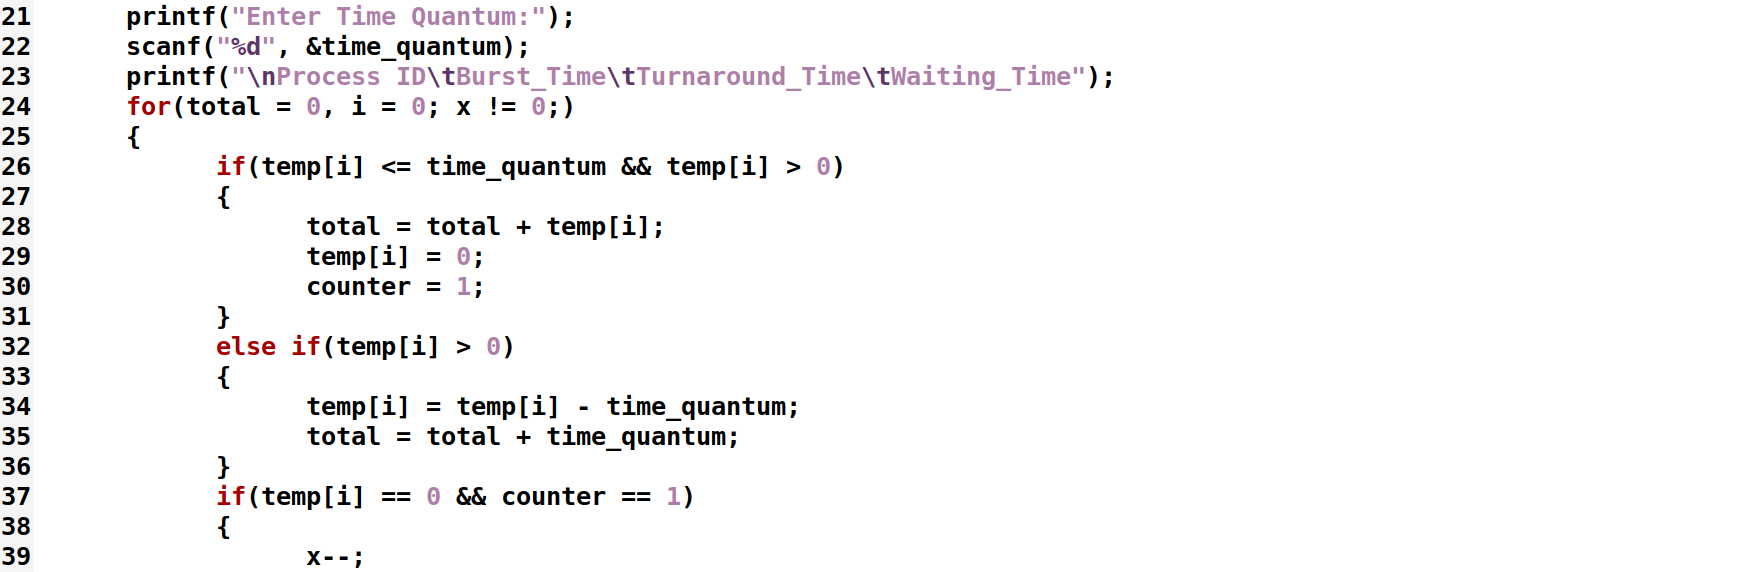 21 printf("Enter Time Quantum:");
22 scanf("%d", &time_quantum);
23 printf("\nProcess ID\tBurst_Time\tTurnaround_Time\tWaiting_Time");
24 for(total = 0, i = 0; x != 0;)
25 {
26 if(temp[i] <= time_quantum && temp[i] > 0)
27 {
28 total = total + temp[i];
29 temp[i] = 0;
30 counter = 1;
31 }
32 else if(temp[i] > 0)
33 {
34 temp[i] = temp[i] - time_quantum;
35 total = total + time_quantum;
36 }
37 if(temp[i] == 0 && counter == 1)
38 {
39 x--;